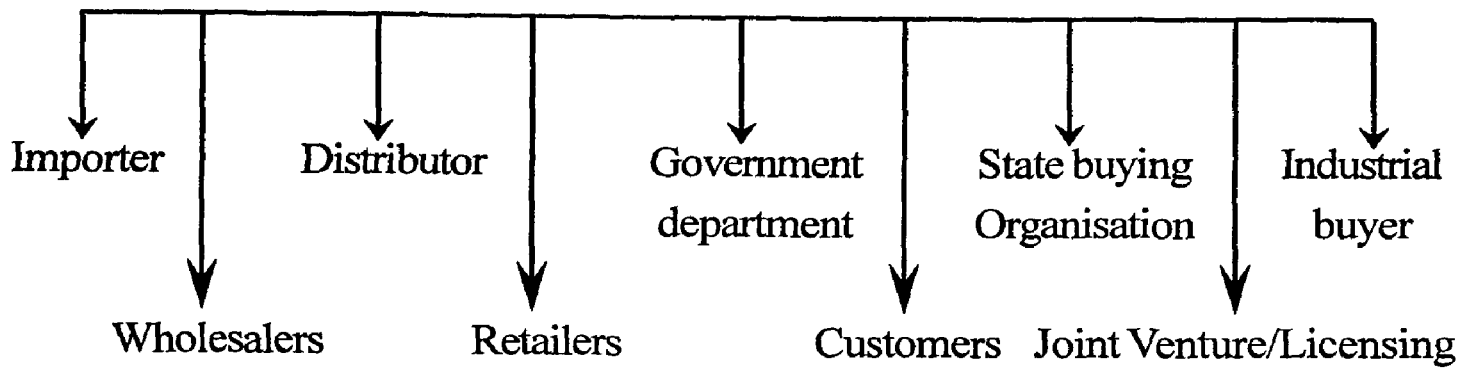 Importer
Distributor
Government
department
State buying
Organisation
Industrial
buyer
Wholesalers
Retailers
Customers
Joint Venture/Licensing